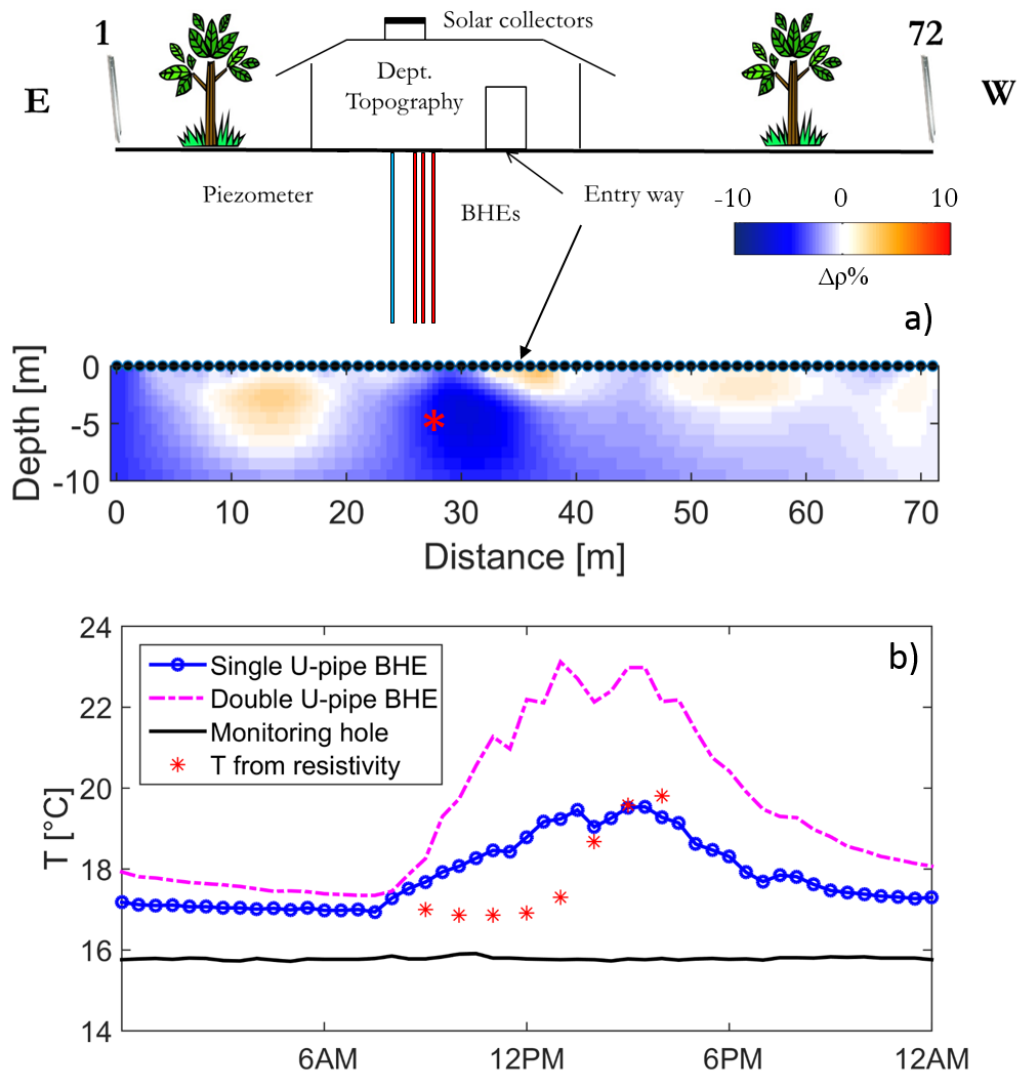 Solar collectors
1
72
Dept.
Topography
E
W
Piezometer
BHEs
Entry way
-10 0 10
Δρ%
a)
Depth [m]
0
-5
-10
0 10 20 30 40 50 60 70
Distance [m]
b)
T [°C]
24
22
20
18
16
14
Single U-pipe BHE
Double U-pipe BHE
Monitoring hole
T from resistivity
6AM 12PM 6PM 12AM